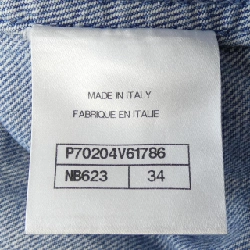 MADE IN ITALY
FABRIQUE EN ITALIE
P70204V61786
NB623 34